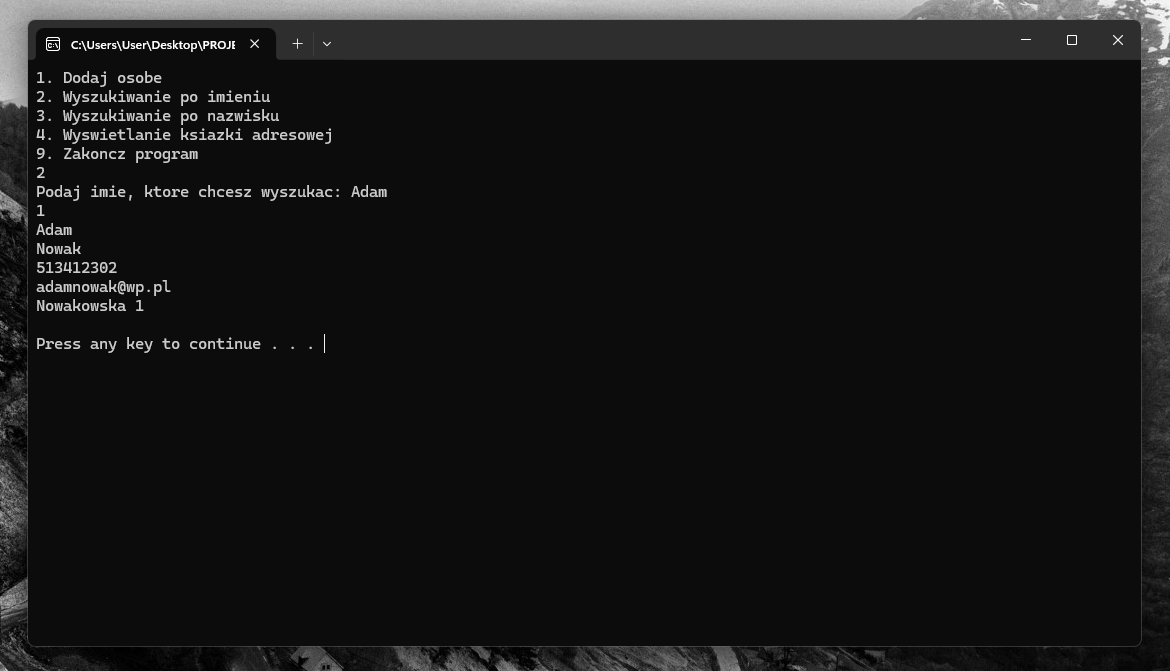 C:\Users\User\Desktop\PROJE
1. Dodaj osobe
2. Wyszukiwanie po imieniu
3. Wyszukiwanie po nazwisku
4. Wyswietlanie ksiazki adresowej
9. Zakoncz program
2
Podaj imie, ktore chcesz wyszukac: Adam
1
Adam
Nowak
513412302
adamnowak@wp.pl
Nowakowska 1
Press any key to continue . . .